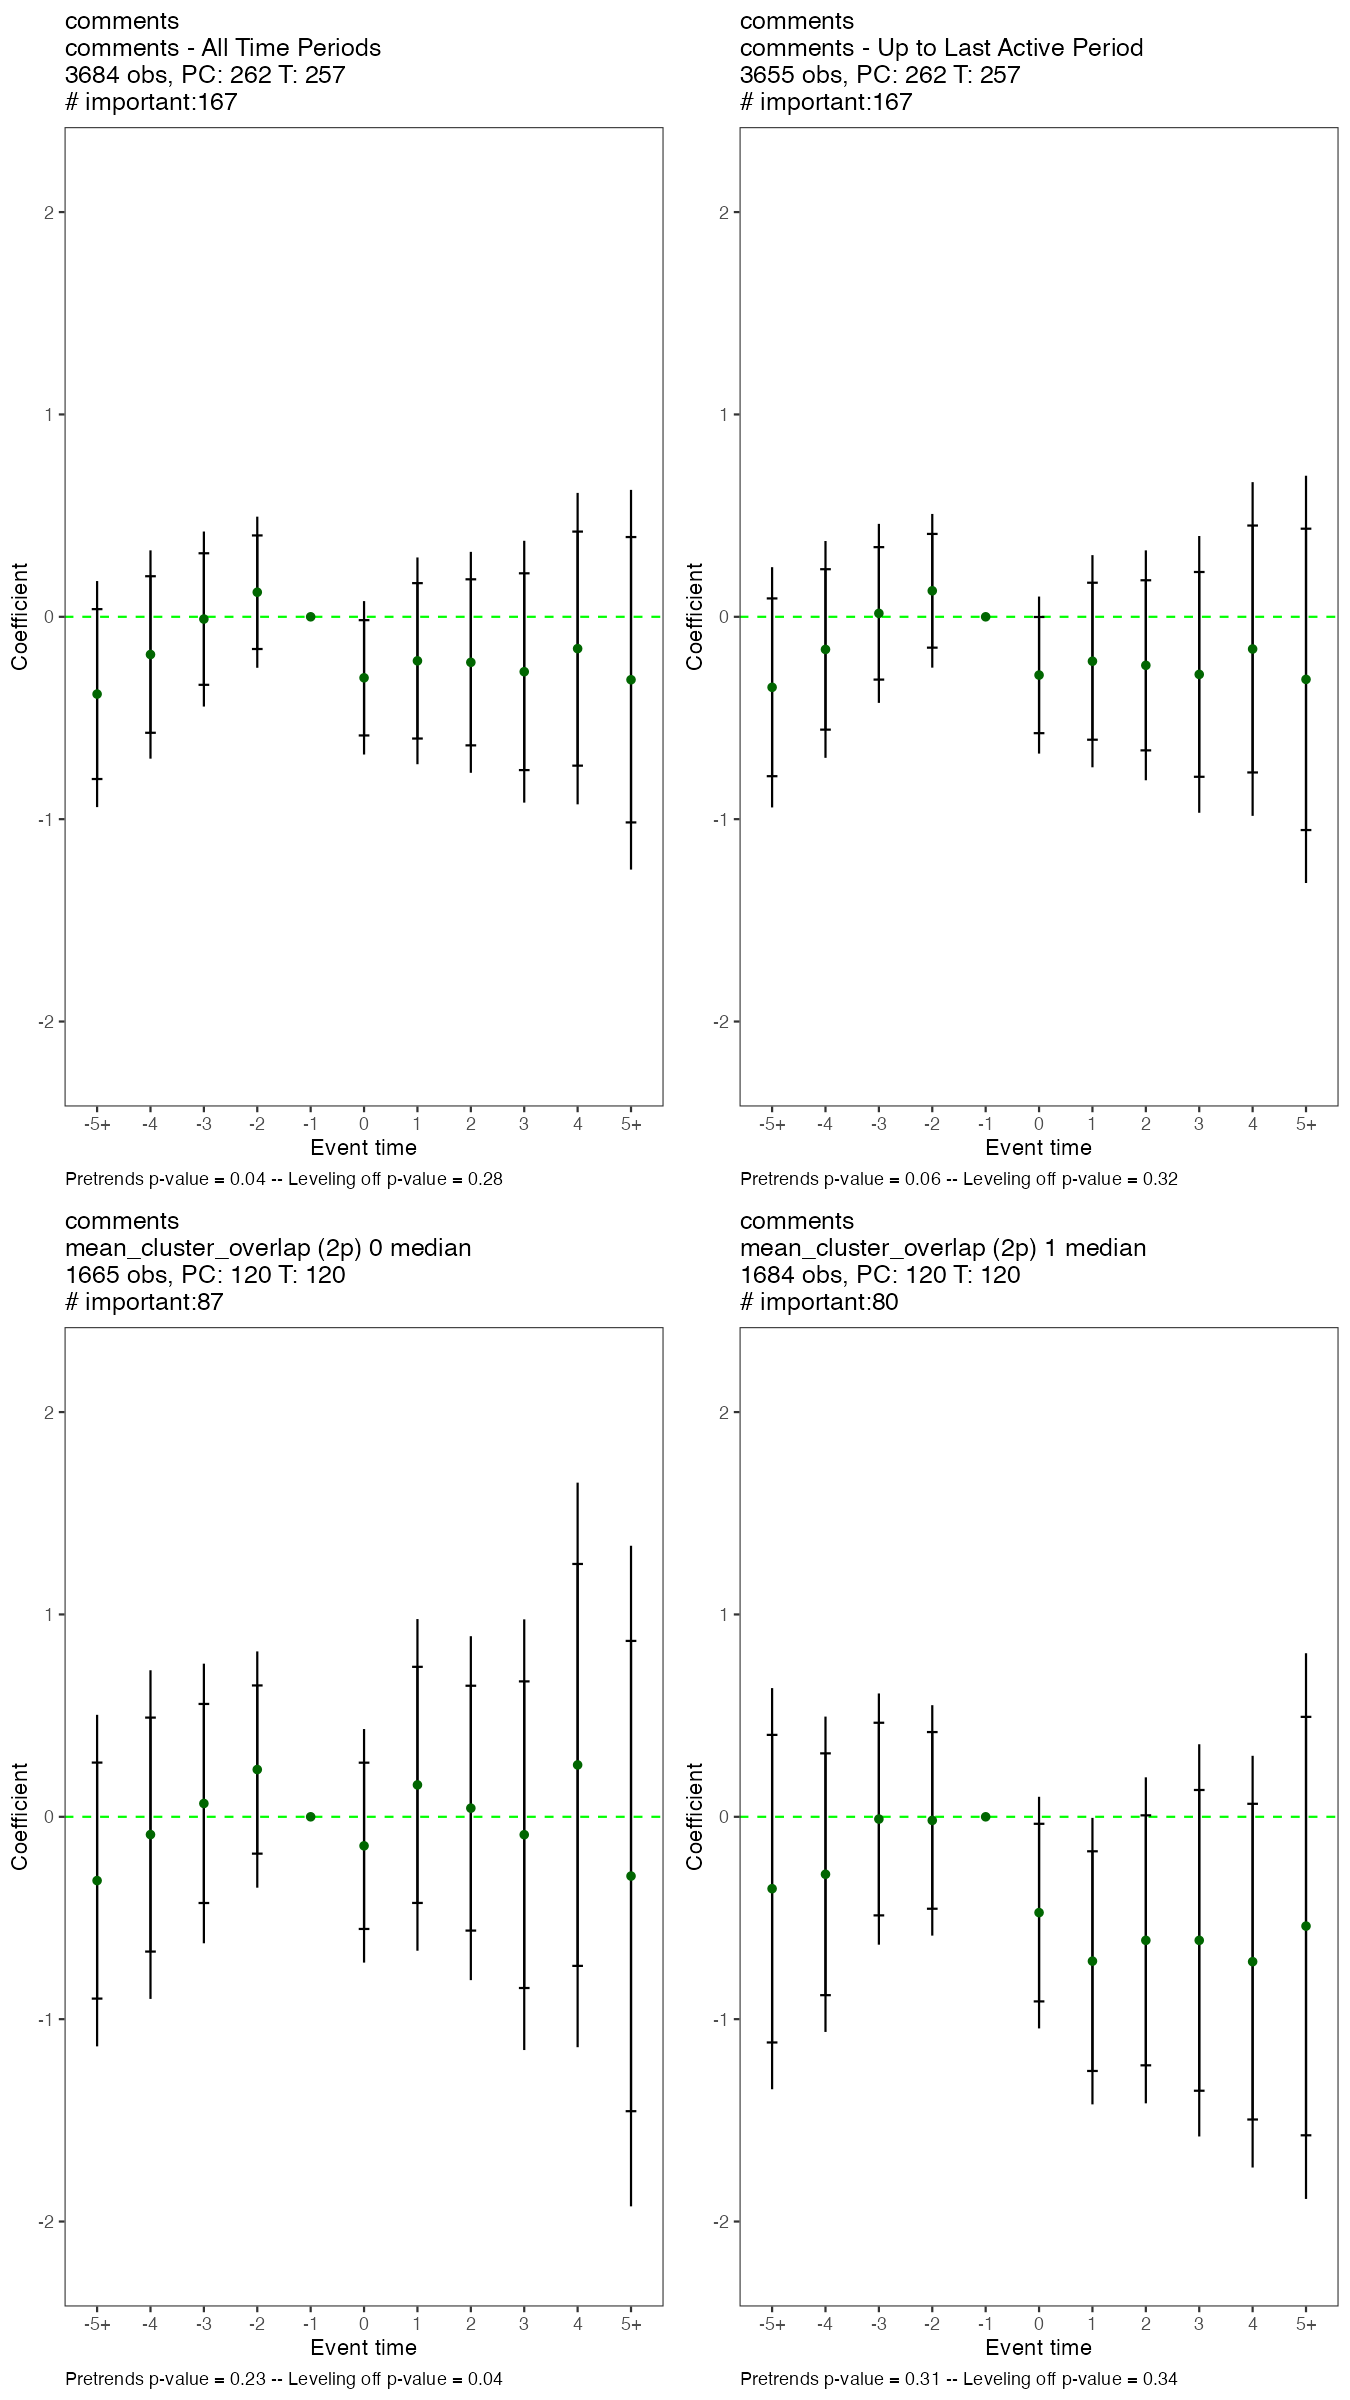 comments
comments - All Time Periods
3684 obs, PC: 262 T: 257
# important:167
2
1
0
-1
-2
Coefficient
-5+ -4 -3 -2 -1 0 1 2 3 4 5+
Event time
Pretrends p-value = 0.04 -- Leveling off p-value = 0.28
comments
comments - Up to Last Active Period
3655 obs, PC: 262 T: 257
# important:167
2
1
0
-1
-2
Coefficient
-5+ -4 -3 -2 -1 0 1 2 3 4 5+
Event time
Pretrends p-value = 0.06 -- Leveling off p-value = 0.32
comments
mean_cluster_overlap (2p) 0 median
1665 obs, PC: 120 T: 120
# important:87
2
1
0
-1
-2
Coefficient
-5+ -4 -3 -2 -1 0 1 2 3 4 5+
Event time
Pretrends p-value = 0.23 -- Leveling off p-value = 0.04
comments
mean_cluster_overlap (2p) 1 median
1684 obs, PC: 120 T: 120
# important:80
2
1
0
-1
-2
Coefficient
-5+ -4 -3 -2 -1 0 1 2 3 4 5+
Event time
Pretrends p-value = 0.31 -- Leveling off p-value = 0.34